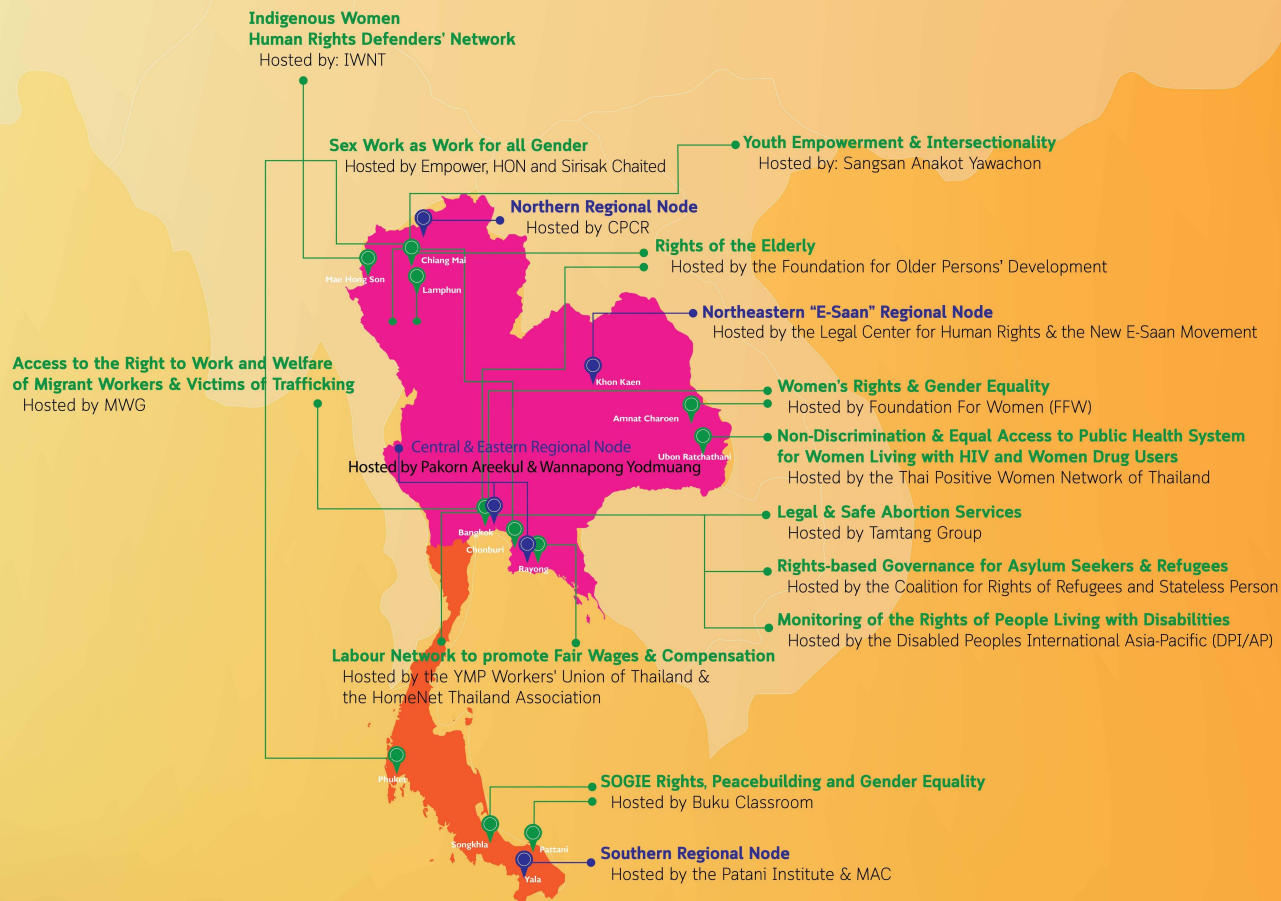 Indigenous Women
Human Rights Defenders' Network
Hosted by: IWNT
Sex Work as Work for all Gender
Hosted by Empower, HON and Sirisak Chaited
Youth Empowerment & Intersectionality
Hosted by: Sangsan Anakot Yawachon
Northern Regional Node
Hosted by CPCR
Rights of the Elderly
Hosted by the Foundation for Older Persons' Development
Chiang Mai
Mae Hong Son
Lamphun
Northeastern “E-Saan” Regional Node
Hosted by the Legal Center for Human Rights & the New E-Saan Movement
Access to the Right to Work and Welfare
of Migrant Workers & Victims of Trafficking
Hosted by MWG
Khon Kaen
Women's Rights & Gender Equality
Hosted by Foundation For Women (FFW)
Amnat Charoen
Non-Discrimination & Equal Access to Public Health System
for Women Living with HIV and Women Drug Users
Hosted by the Thai Positive Women Network of Thailand
Ubon Ratchathani
Central & Eastern Regional Node
Hosted by Pakorn Areekul & Wannapong Yodmuang
Legal & Safe Abortion Services
Hosted by Tamtang Group
Bangkok
Chonburi
Rayong
Rights-based Governance for Asylum Seekers & Refugees
Hosted by the Coalition for Rights of Refugees and Stateless Person
Monitoring of the Rights of People Living with Disabilities
Hosted by the Disabled Peoples International Asia-Pacific (DPI/AP)
Labour Network to promote Fair Wages & Compensation
Hosted by the YMP Workers' Union of Thailand &
the HomeNet Thailand Association
Phuket
SOGIE Rights, Peacebuilding and Gender Equality
Hosted by Buku Classroom
Songkhla
Pattani
Southern Regional Node
Hosted by the Patani Institute & MAC
Yala